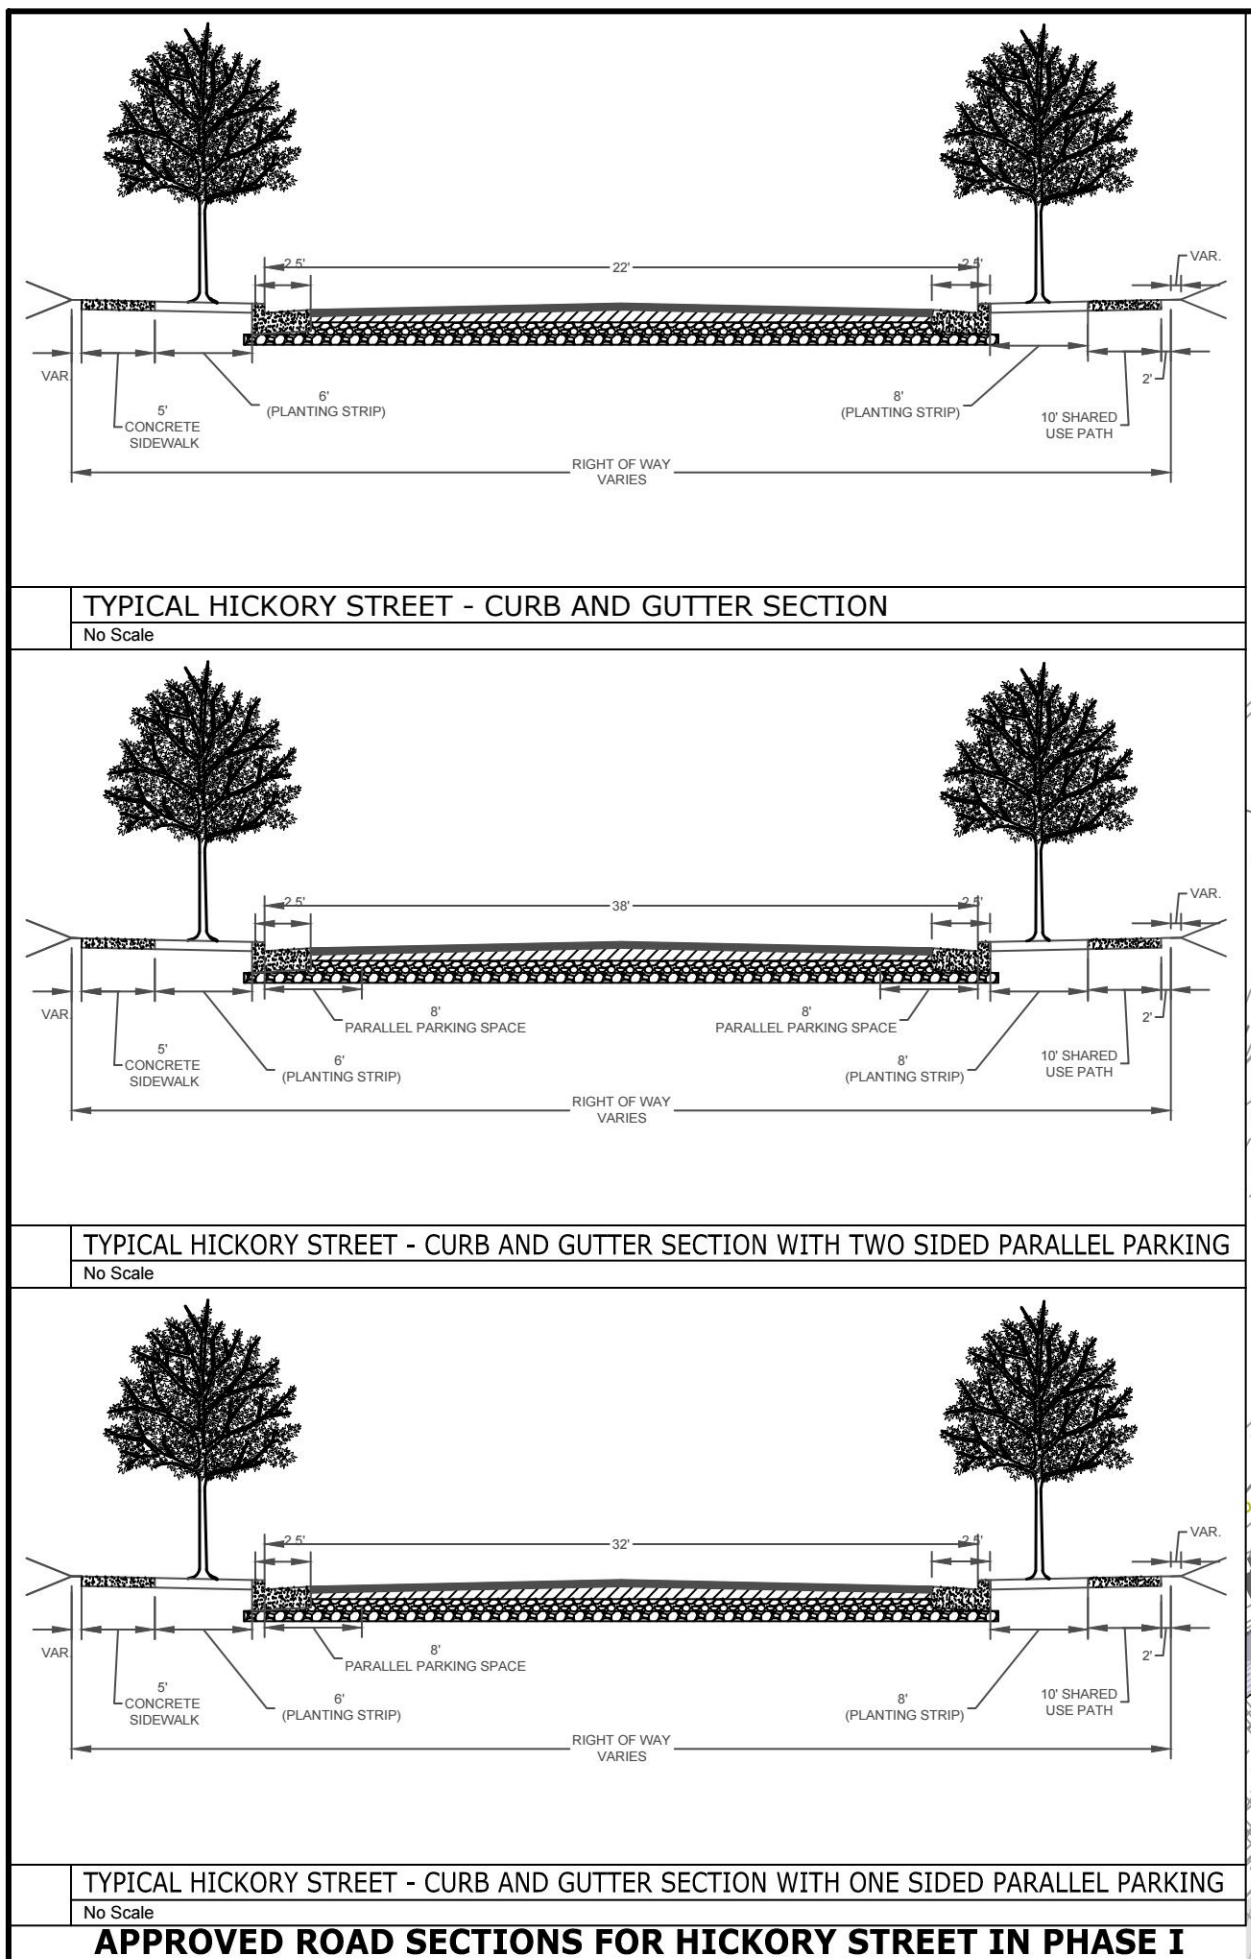 2.5'
22'
2.5'
VAR.
VAR.
5'
CONCRETE
SIDEWALK
6'
(PLANTING STRIP)
8'
(PLANTING STRIP)
10' SHARED
USE PATH
2'
RIGHT OF WAY
VARIES
TYPICAL HICKORY STREET - CURB AND GUTTER SECTION
No Scale
2.5'
38'
2.5'
VAR.
VAR.
5'
CONCRETE
SIDEWALK
6'
(PLANTING STRIP)
8'
PARALLEL PARKING SPACE
8'
PARALLEL PARKING SPACE
8'
(PLANTING STRIP)
10' SHARED
USE PATH
2'
RIGHT OF WAY
VARIES
TYPICAL HICKORY STREET - CURB AND GUTTER SECTION WITH TWO SIDED PARALLEL PARKING
No Scale
2.5'
32'
2.5'
VAR.
VAR.
5'
CONCRETE
SIDEWALK
6'
(PLANTING STRIP)
8'
PARALLEL PARKING SPACE
8'
(PLANTING STRIP)
10' SHARED
USE PATH
2'
RIGHT OF WAY
VARIES
TYPICAL HICKORY STREET - CURB AND GUTTER SECTION WITH ONE SIDED PARALLEL PARKING
No Scale
APPROVED ROAD SECTIONS FOR HICKORY STREET IN PHASE I